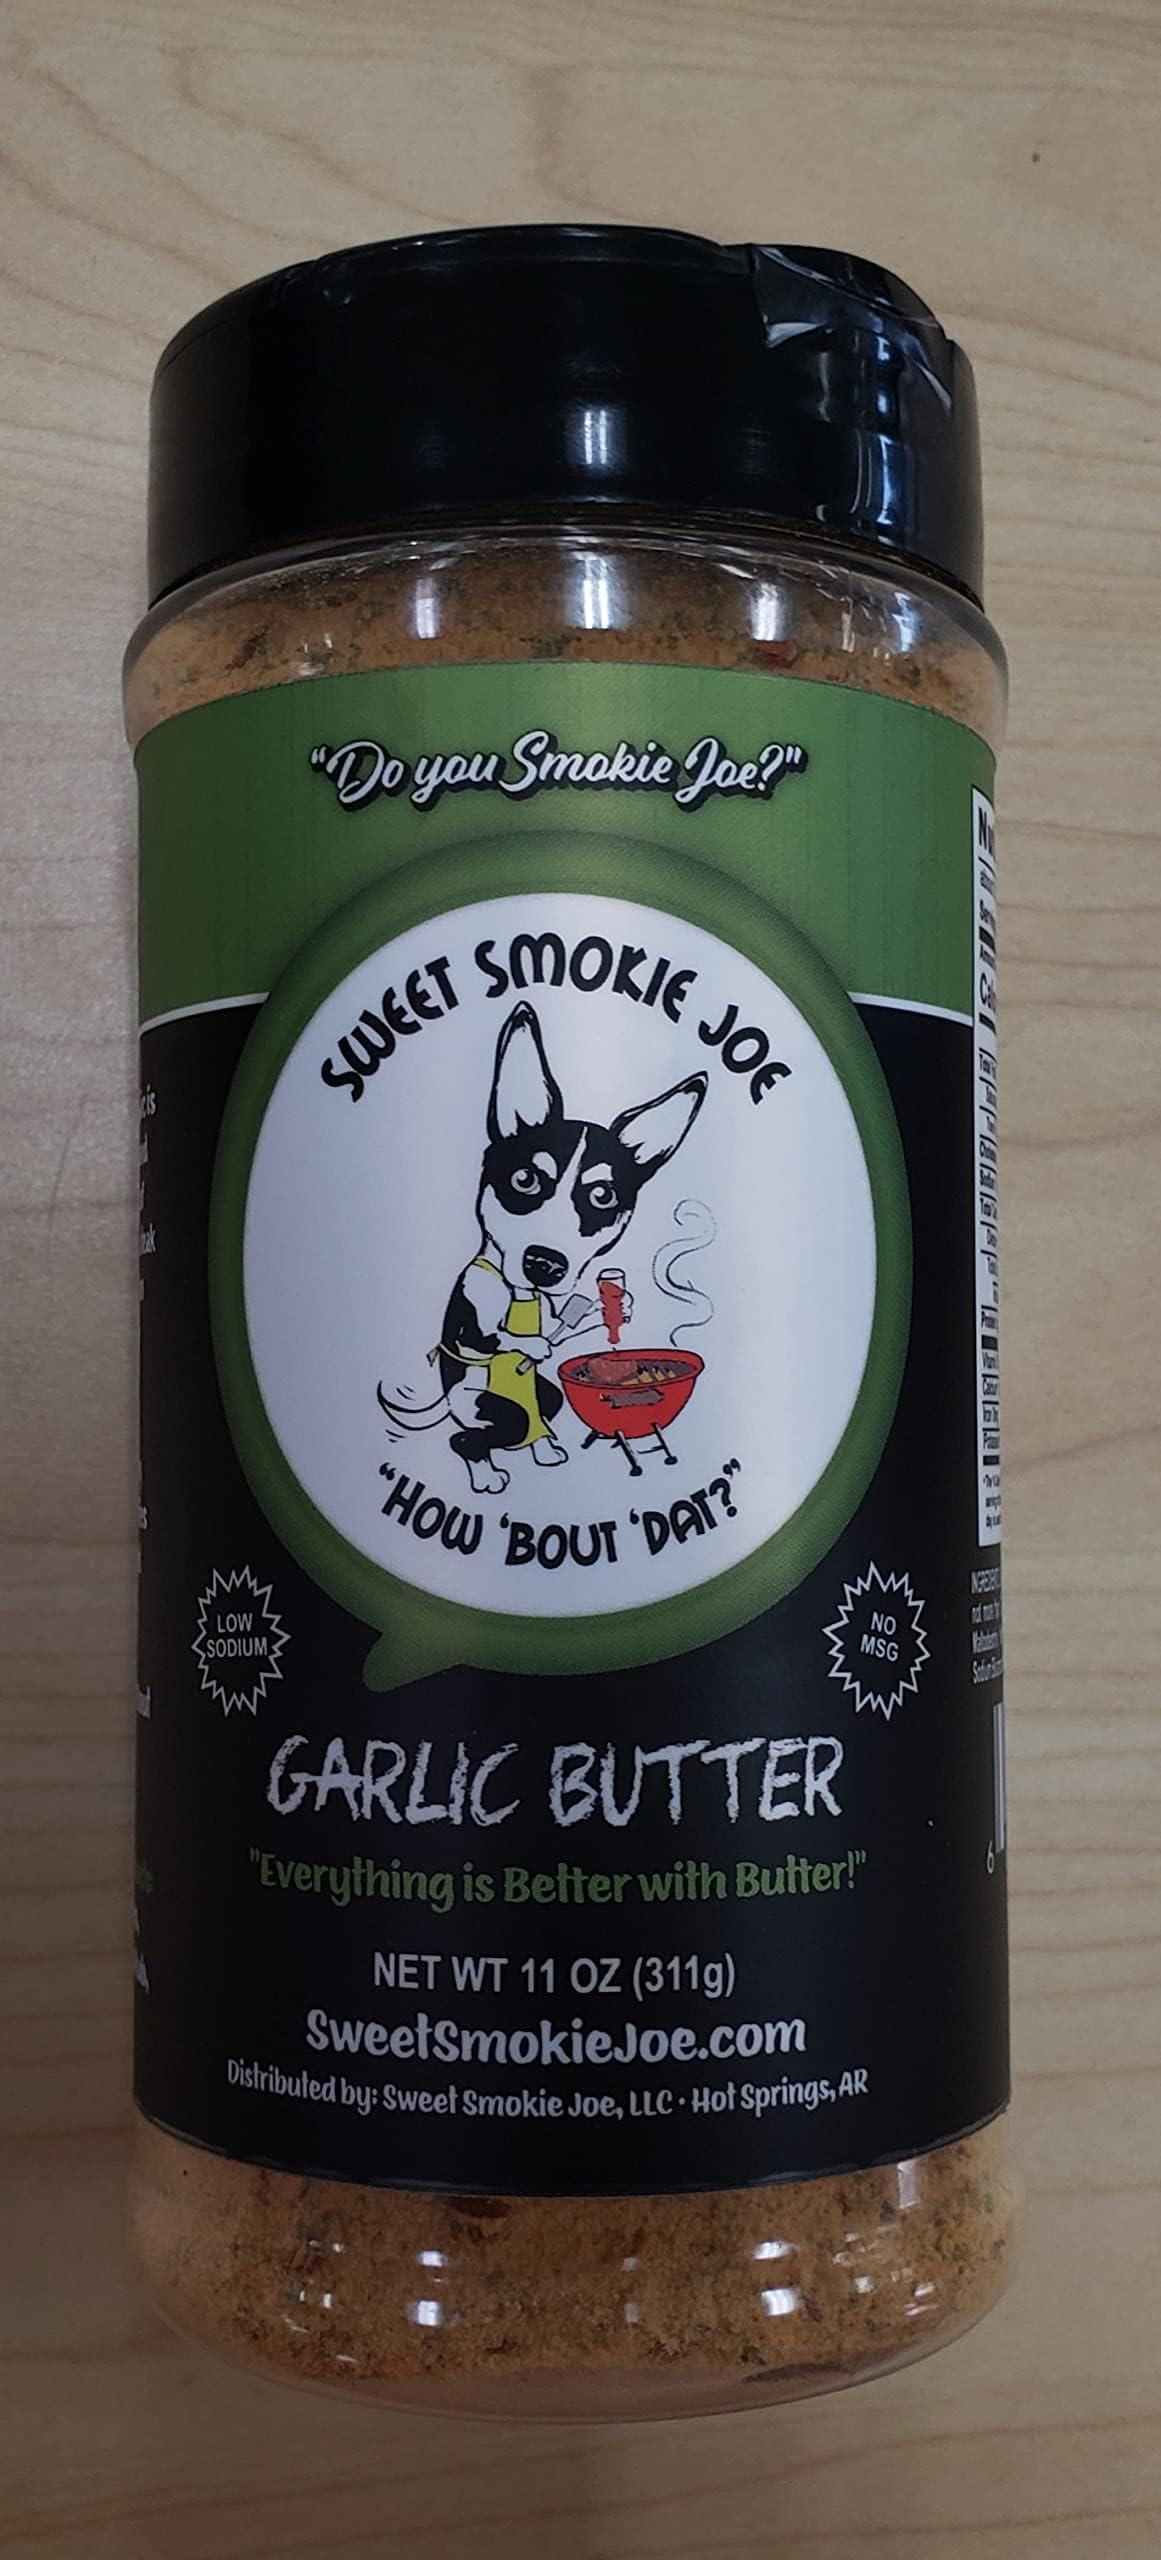 "Do you Smokie Joe?"
SWEET SMOKIE JOE
"HOW 'BOUT 'DAT?"
LOW
SODIUM
NO
MSG
GARLIC BUTTER
"Everything is Better with Butter!"
NET WT 11 OZ (311g)
SweetSmokieJoe.com
Distributed by: Sweet Smokie Joe, LLC • Hot Springs, AR
6